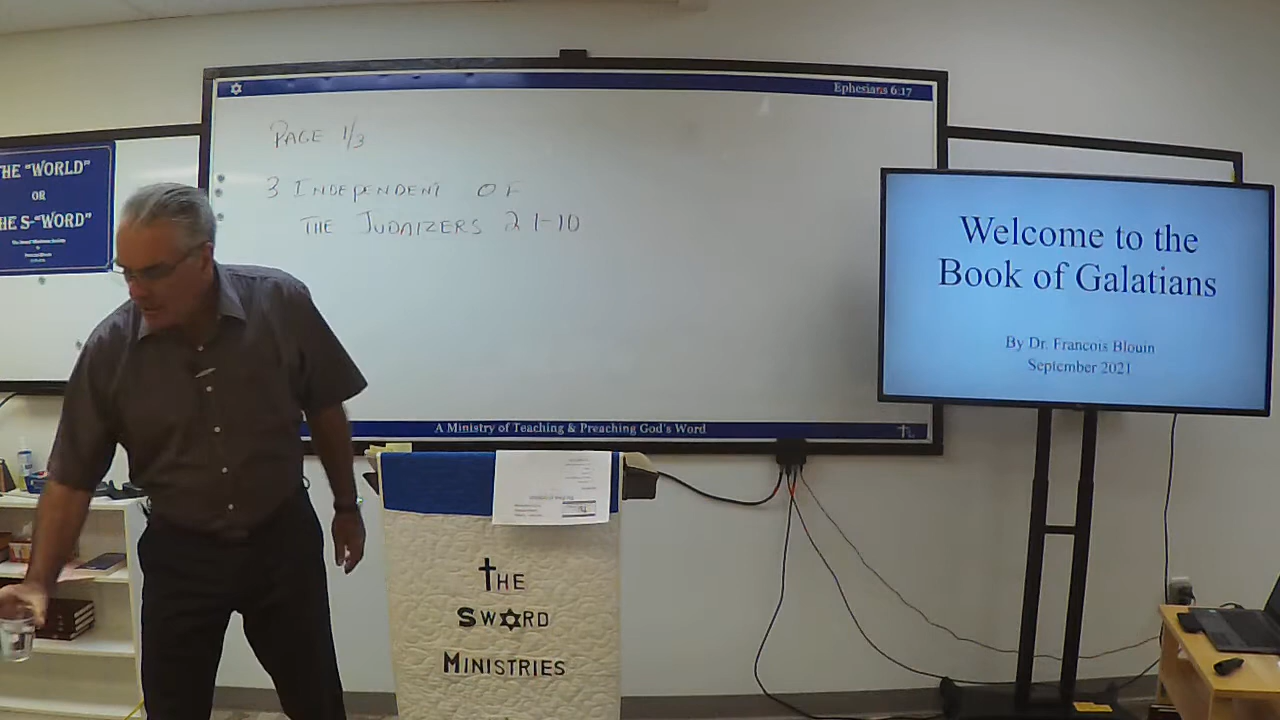 Ephesians 6:17
PAGE 1/3
3 INDEPENDENT OF
THE JUDAIZERS 2 1-10
HE "WORLD"
OR
HE S-"WORD"
Welcome to the
Book of Galatians
By Dr. Francois Blouin
September 2021
A Ministry of Teaching & Preaching God's Word
THE
SWORD
MINISTRIES